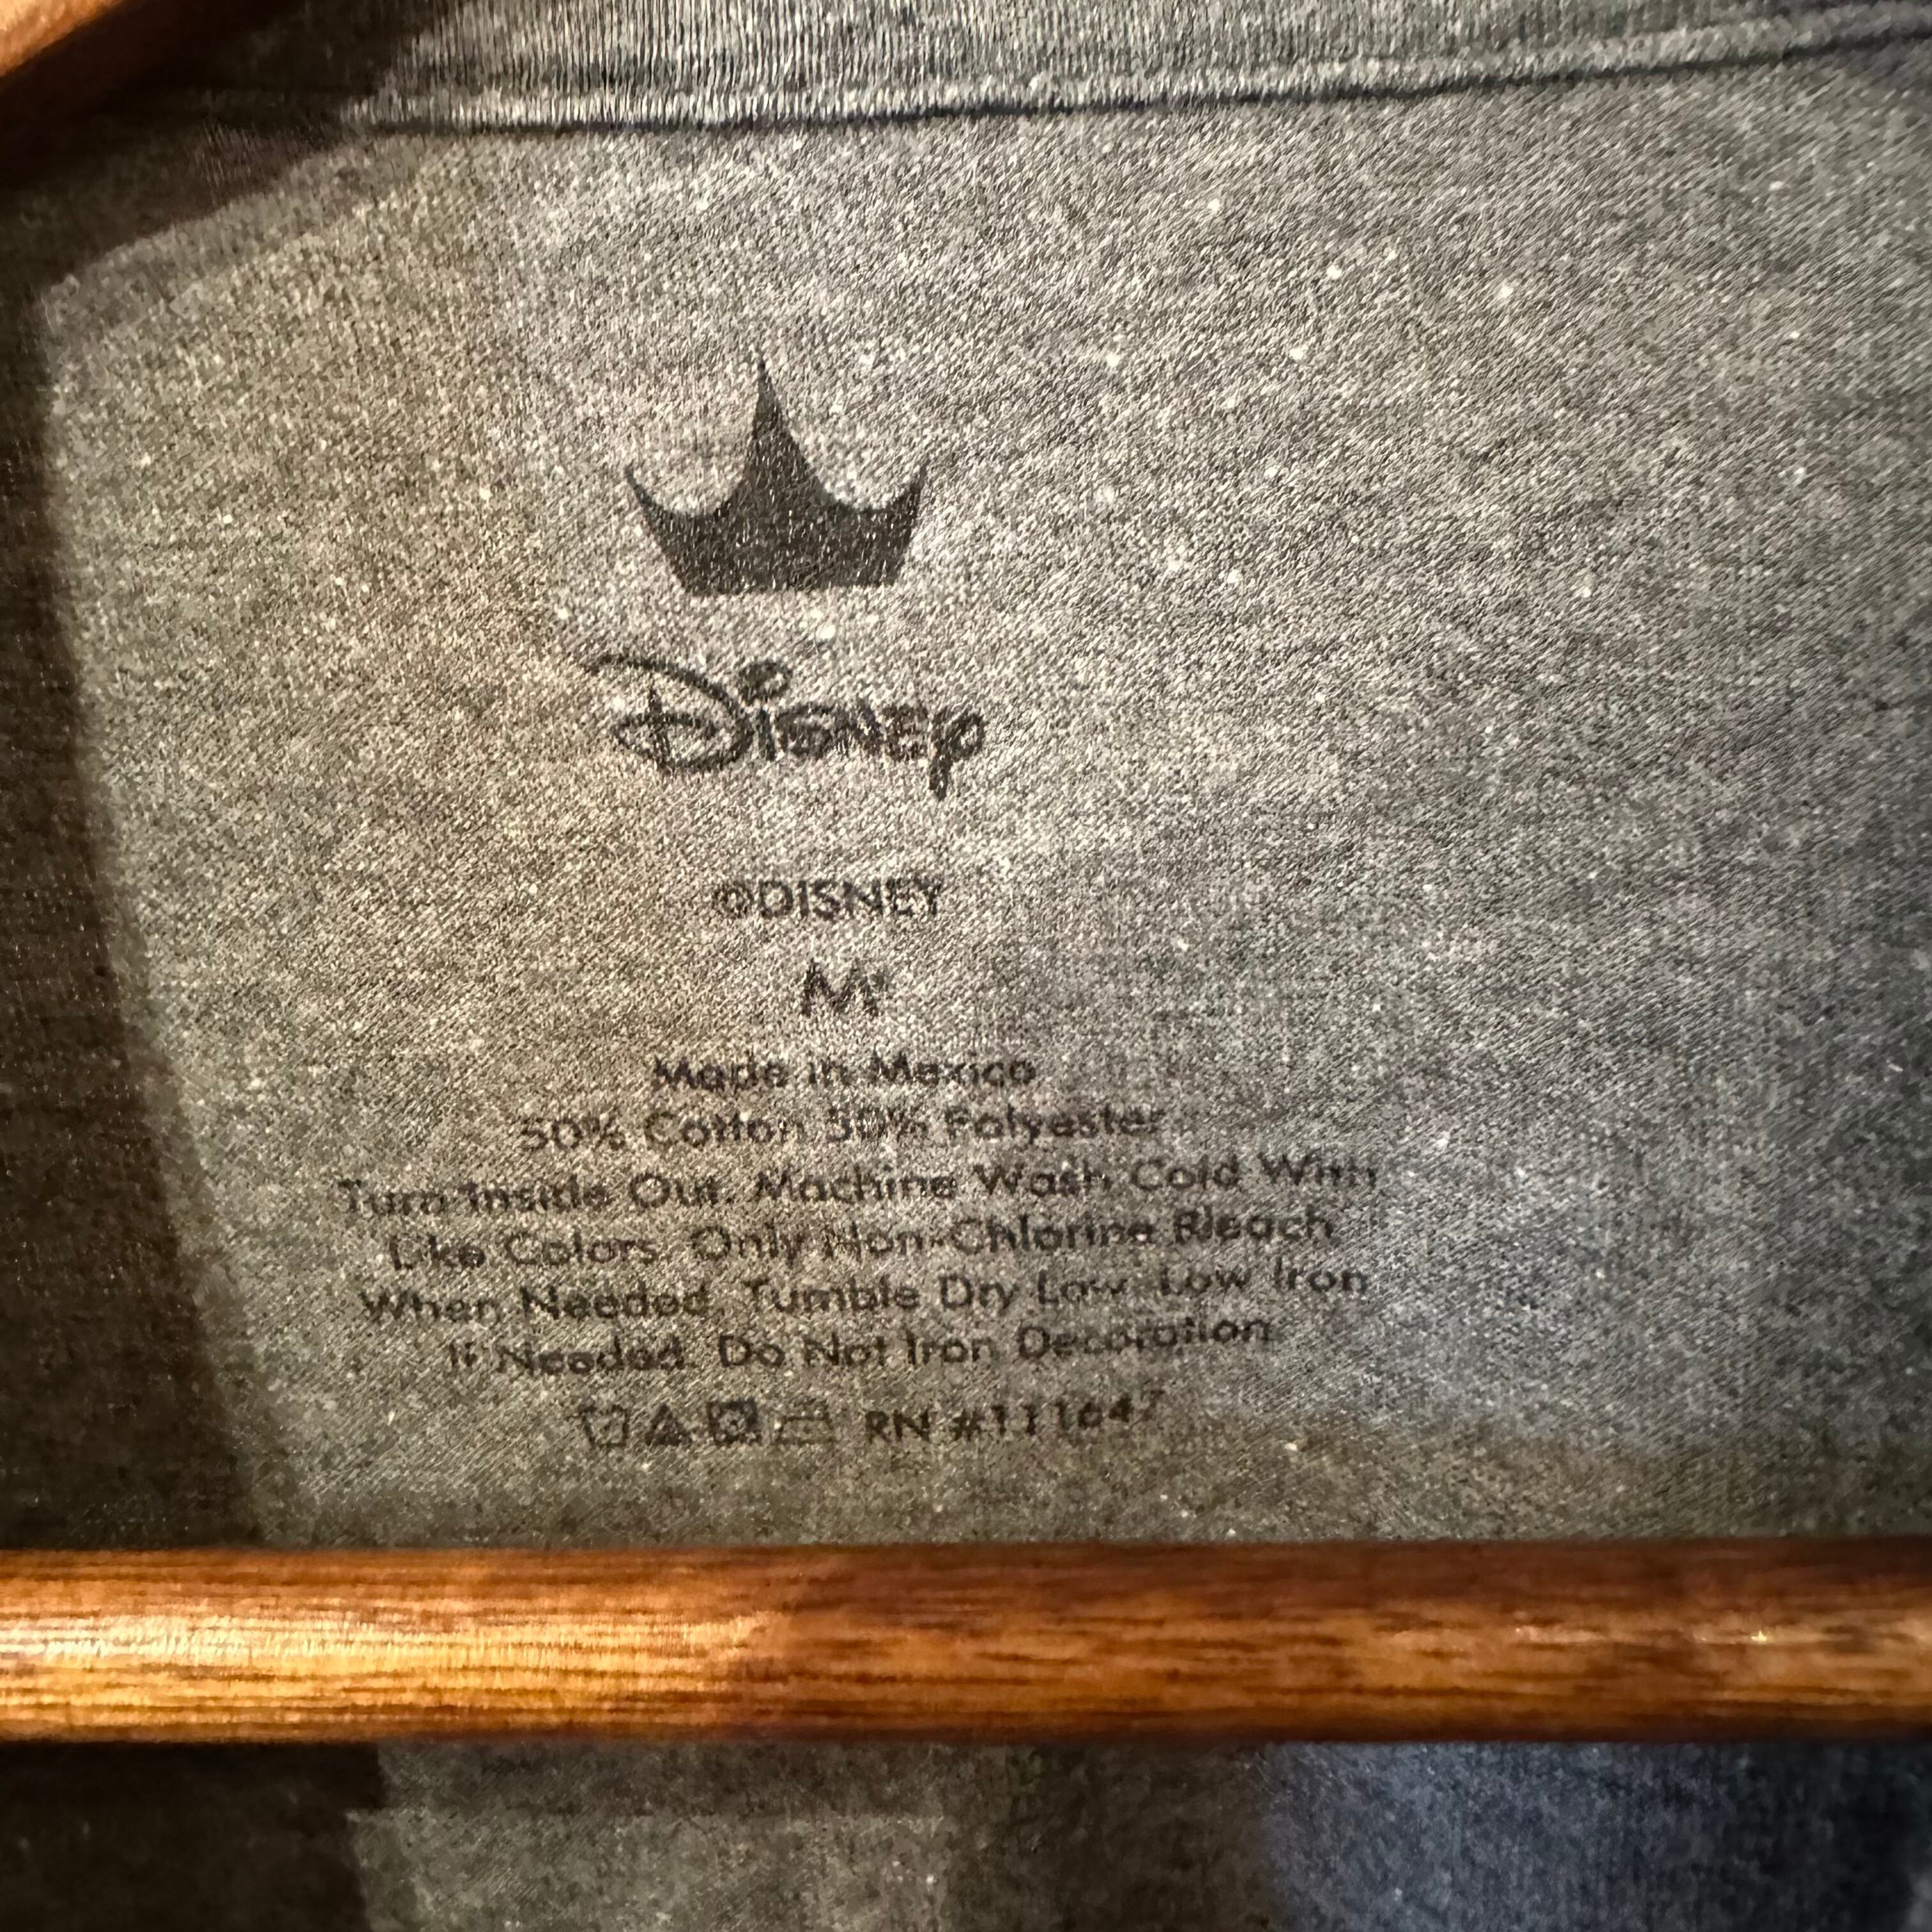 Disney
©DISNEY
M
Made in Mexico
50% Cotton 50% Polyester
Turn Inside Out. Machine Wash Cold With
Like Colors. Only Non-Chlorine Bleach
When Needed. Tumble Dry Low. Low Iron
If Needed. Do Not Iron Decoration.
RN #111647